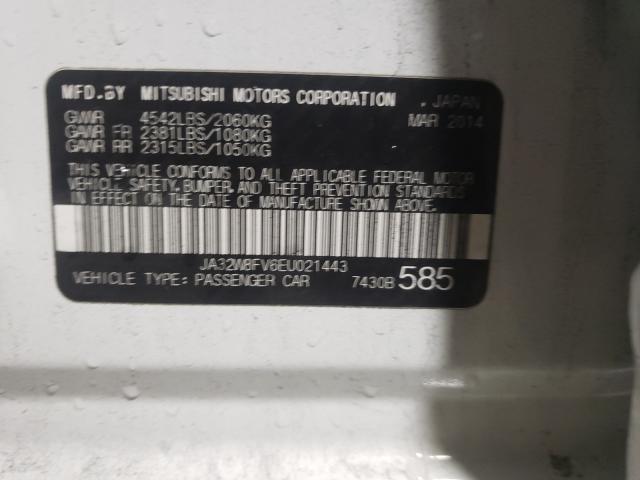 MFD.BY MITSUBISHI MOTORS CORPORATION , JAPAN
GVWR 4542LBS/2060KG MAR 2014
GAWR FR 2381LBS/1080KG
GAWR RR 2315LBS/1050KG
THIS VEHICLE CONFORMS TO ALL APPLICABLE FEDERAL MOTOR
VEHICLE SAFETY, BUMPER, AND THEFT PREVENTION STANDARDS
IN EFFECT ON THE DATE OF MANUFACTURE SHOWN ABOVE.
JA32W8FV6EU021443
VEHICLE TYPE: PASSENGER CAR 7430B 585